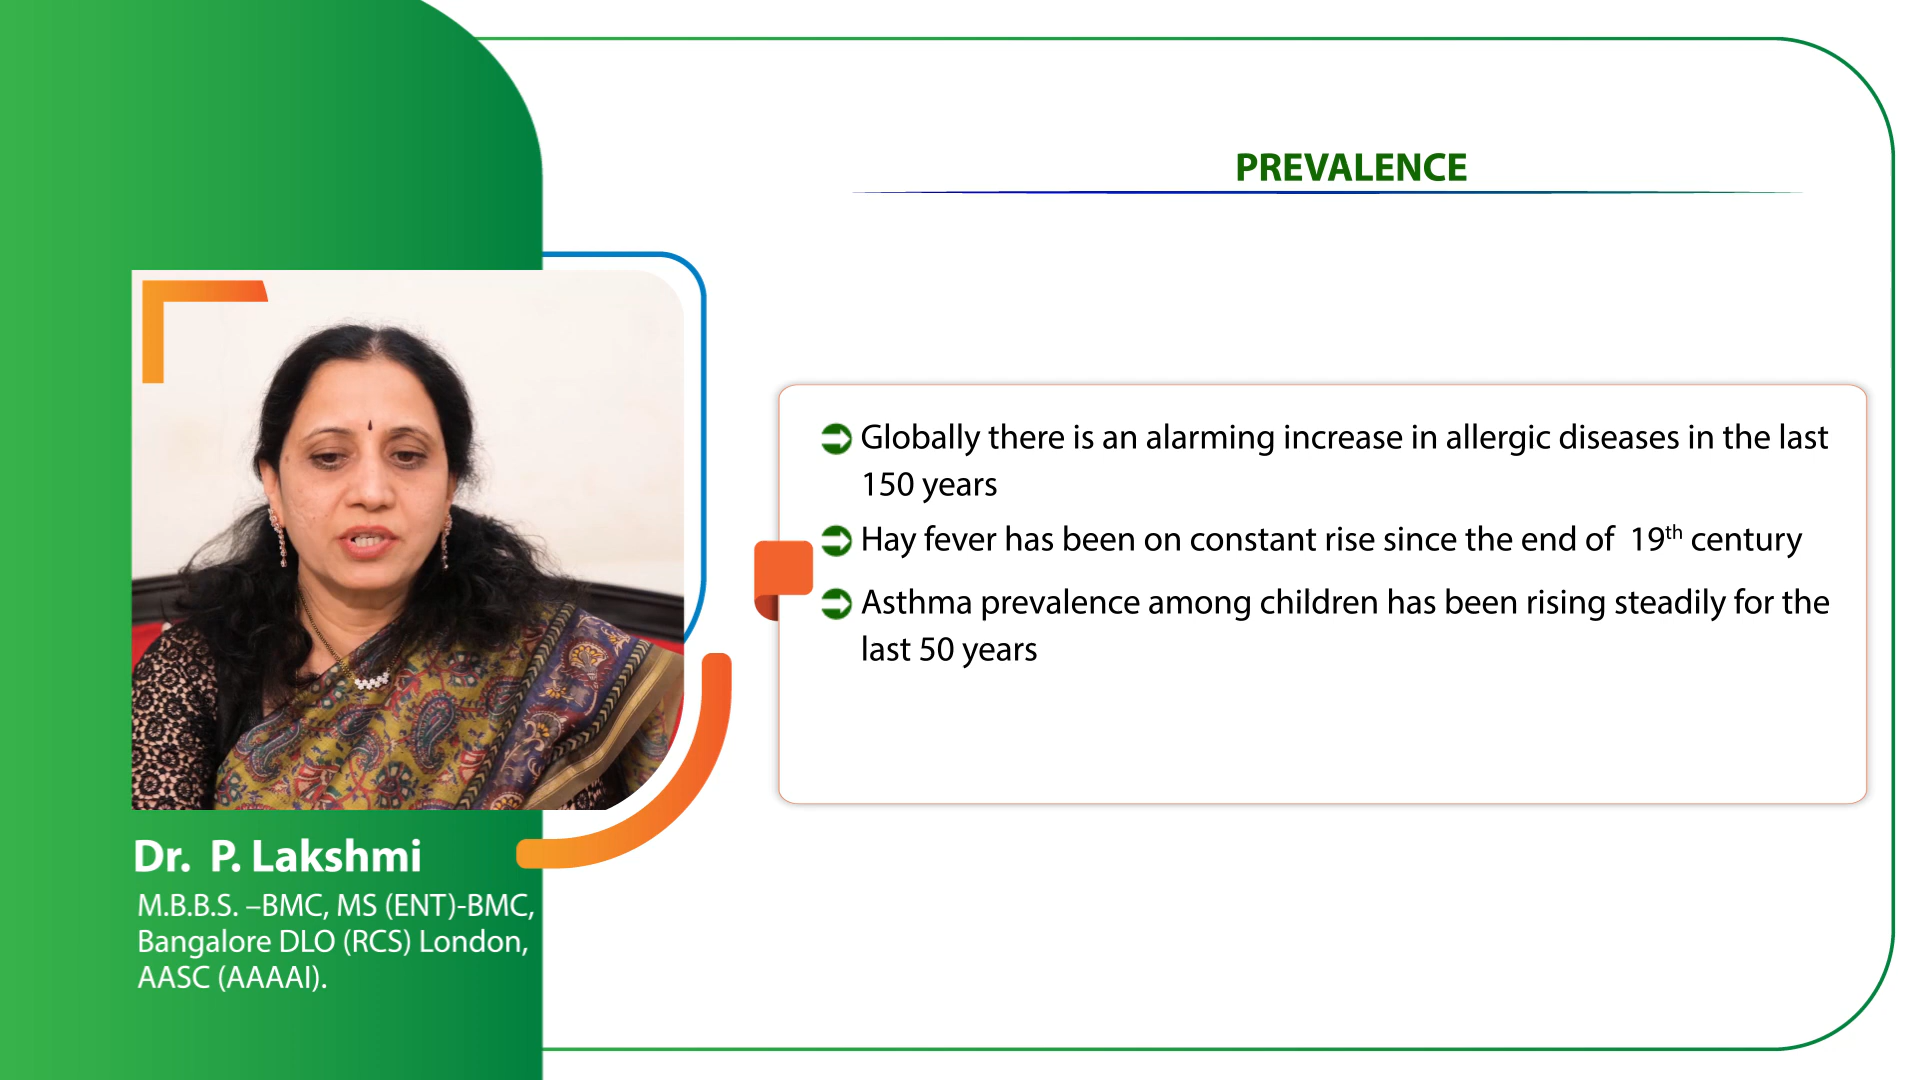 PREVALENCE
Globally there is an alarming increase in allergic diseases in the last
150 years
Hay fever has been on constant rise since the end of 19th century
Asthma prevalence among children has been rising steadily for the
last 50 years
Dr. P. Lakshmi
M.B.B.S. –BMC, MS (ENT)-BMC,
Bangalore DLO (RCS) London,
AASC (AAAAI).